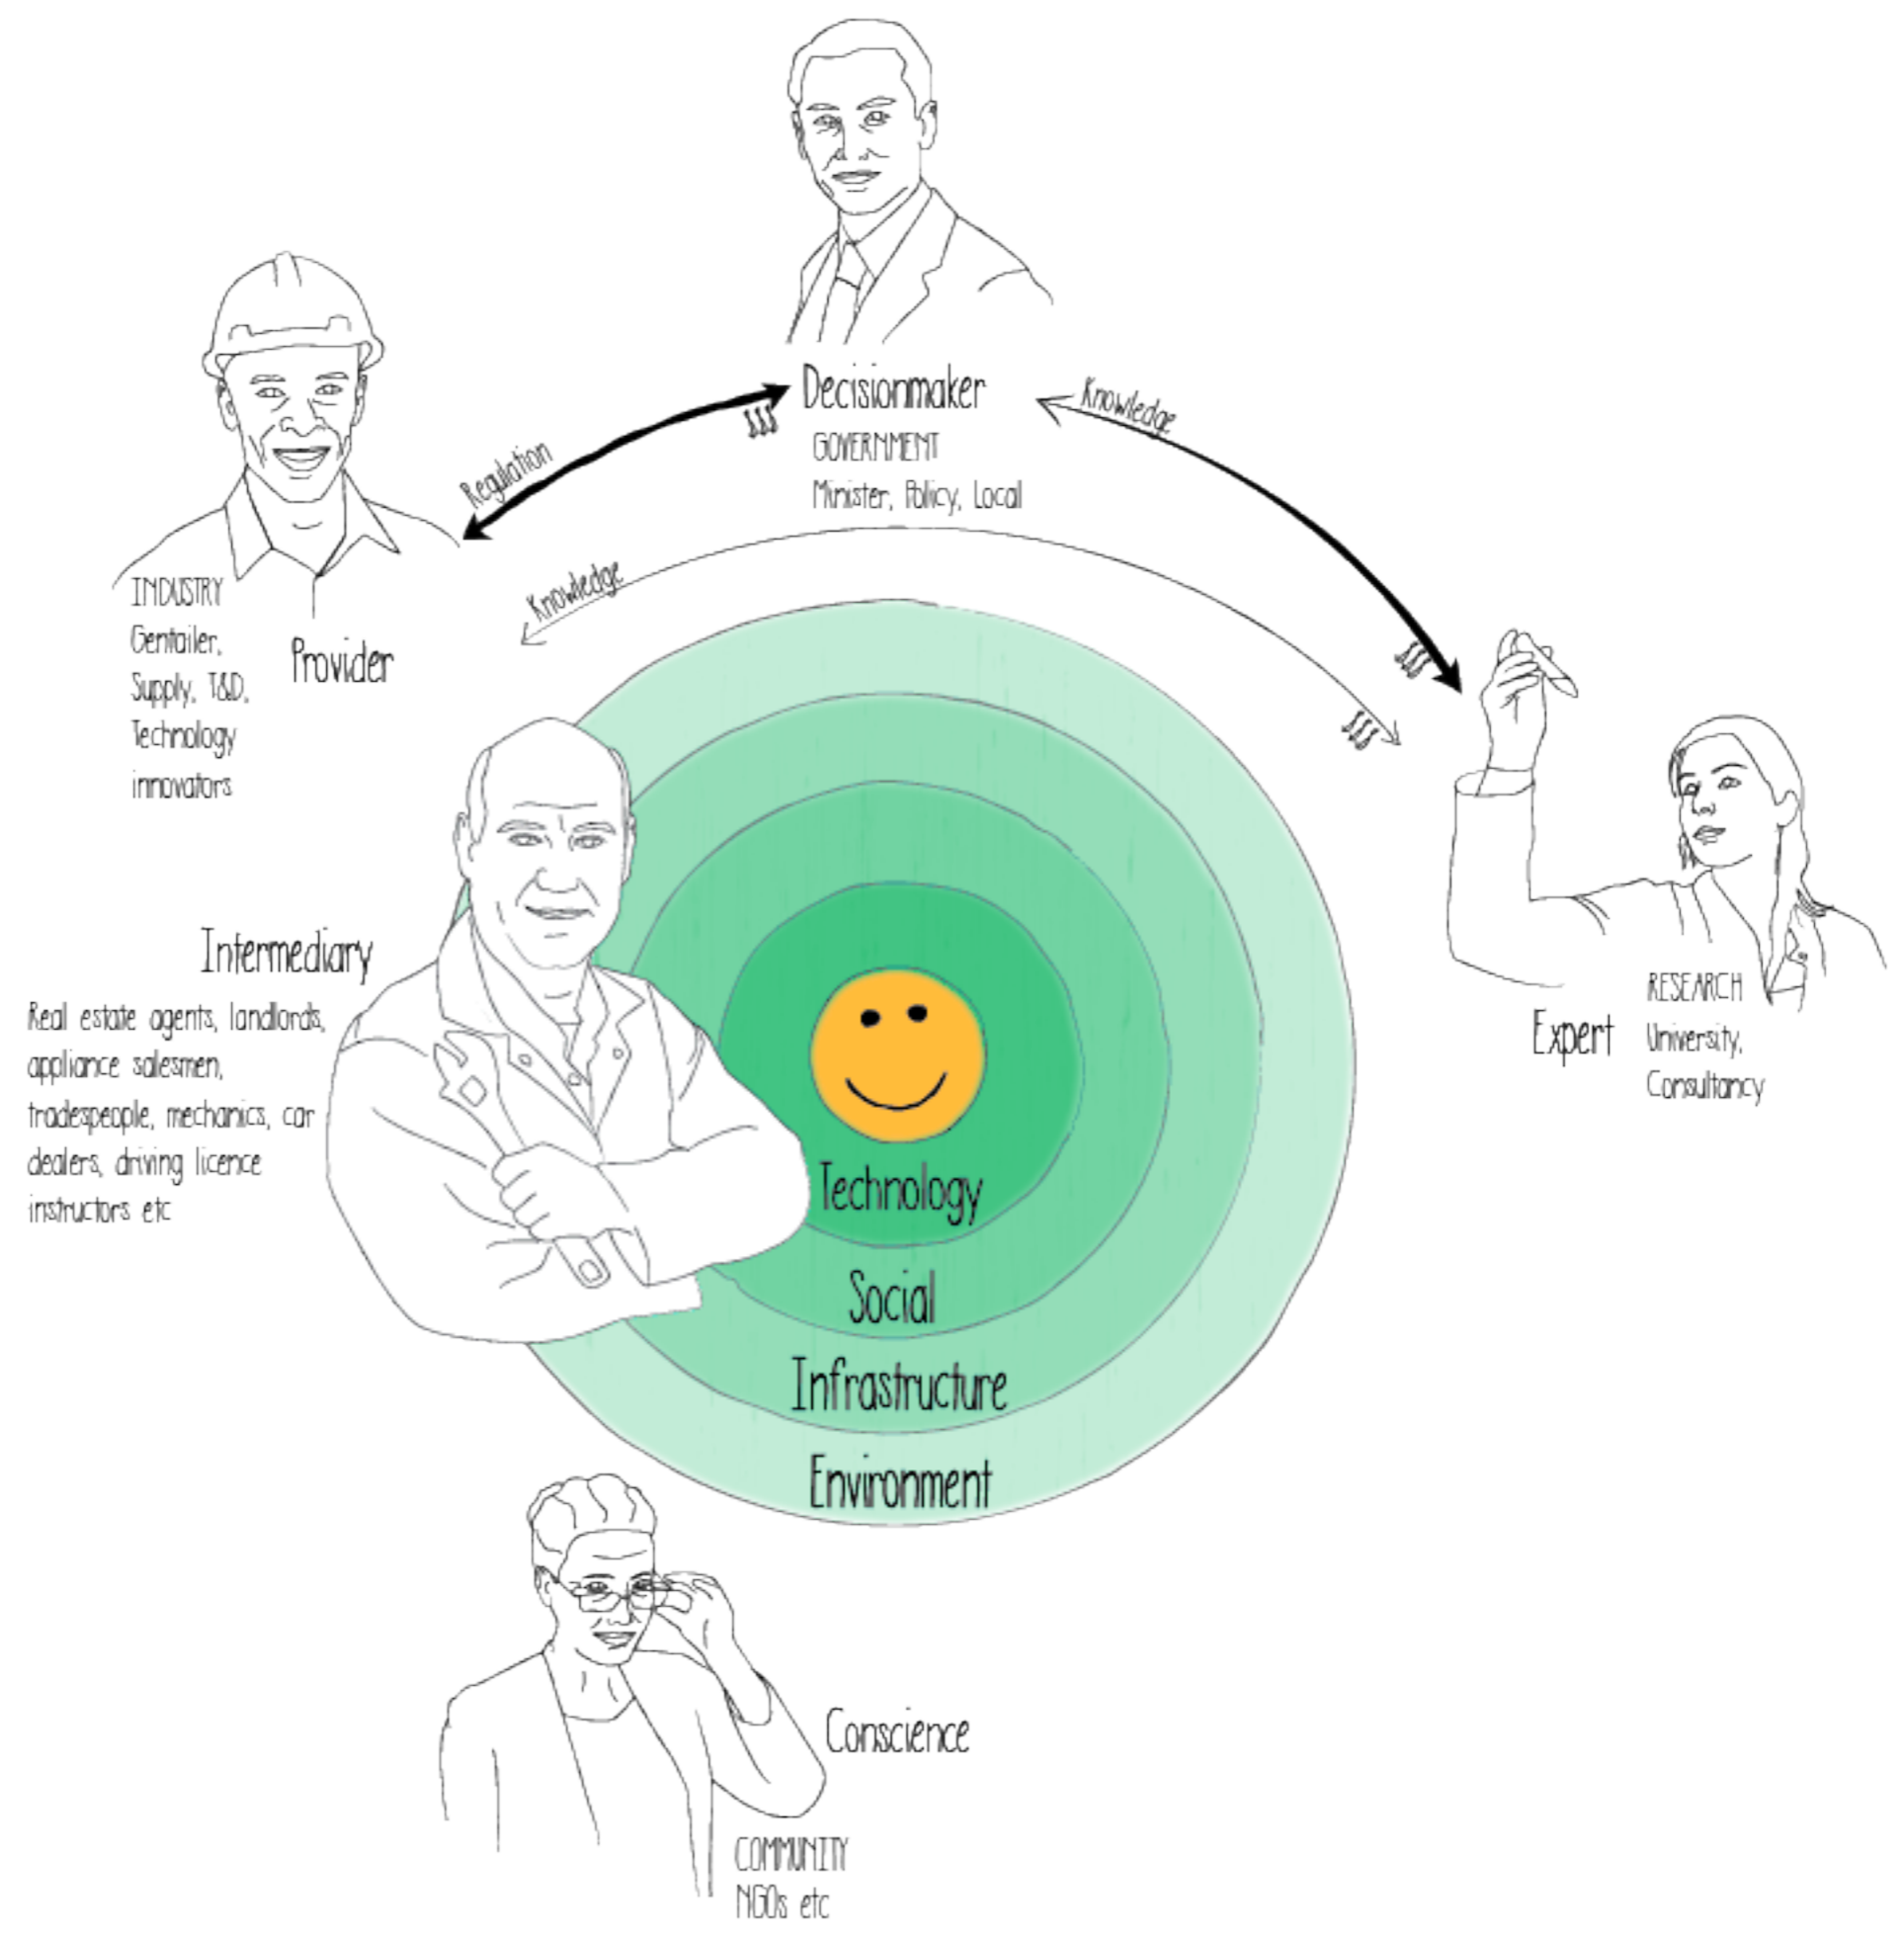 Decisionmaker
GOVERNMENT
Minister, Policy, Local
Regulation
Knowledge
Knowledge
$$$
$$$
$$$
INDUSTRY
Gentailer,
Supply, T&D,
Technology
innovators
Provider
Intermediary
Real estate agents, landlords,
appliance salesmen,
tradespeople, mechanics, car
dealers, driving licence
instructors etc
Expert
RESEARCH
University,
Consultancy
Technology
Social
Infrastructure
Environment
Conscience
COMMUNITY
NGOs etc